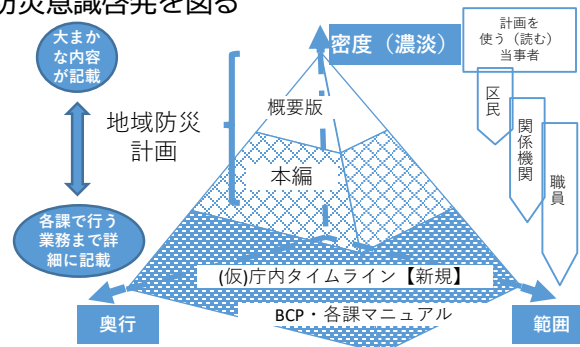 防災意識啓発を図る
大まか
な内容
が記載
密度（濃淡）
計画を
使う（読む）
当事者
区民
関係機関
職員
地域防災
計画
概要版
本編
各課で行う
業務まで詳
細に記載
(仮)庁内タイムライン【新規】
BCP・各課マニュアル
奥行
範囲